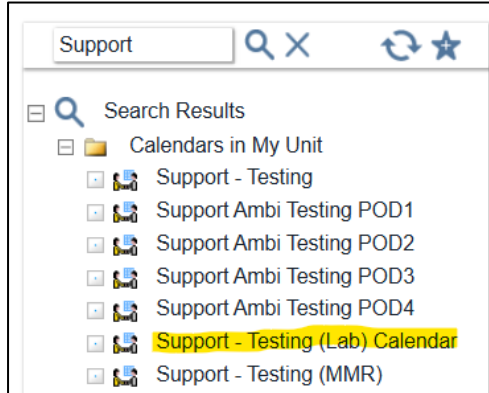 Support
Search Results
Calendars in My Unit
Support - Testing
Support Ambi Testing POD1
Support Ambi Testing POD2
Support Ambi Testing POD3
Support Ambi Testing POD4
Support - Testing (Lab) Calendar
Support - Testing (MMR)